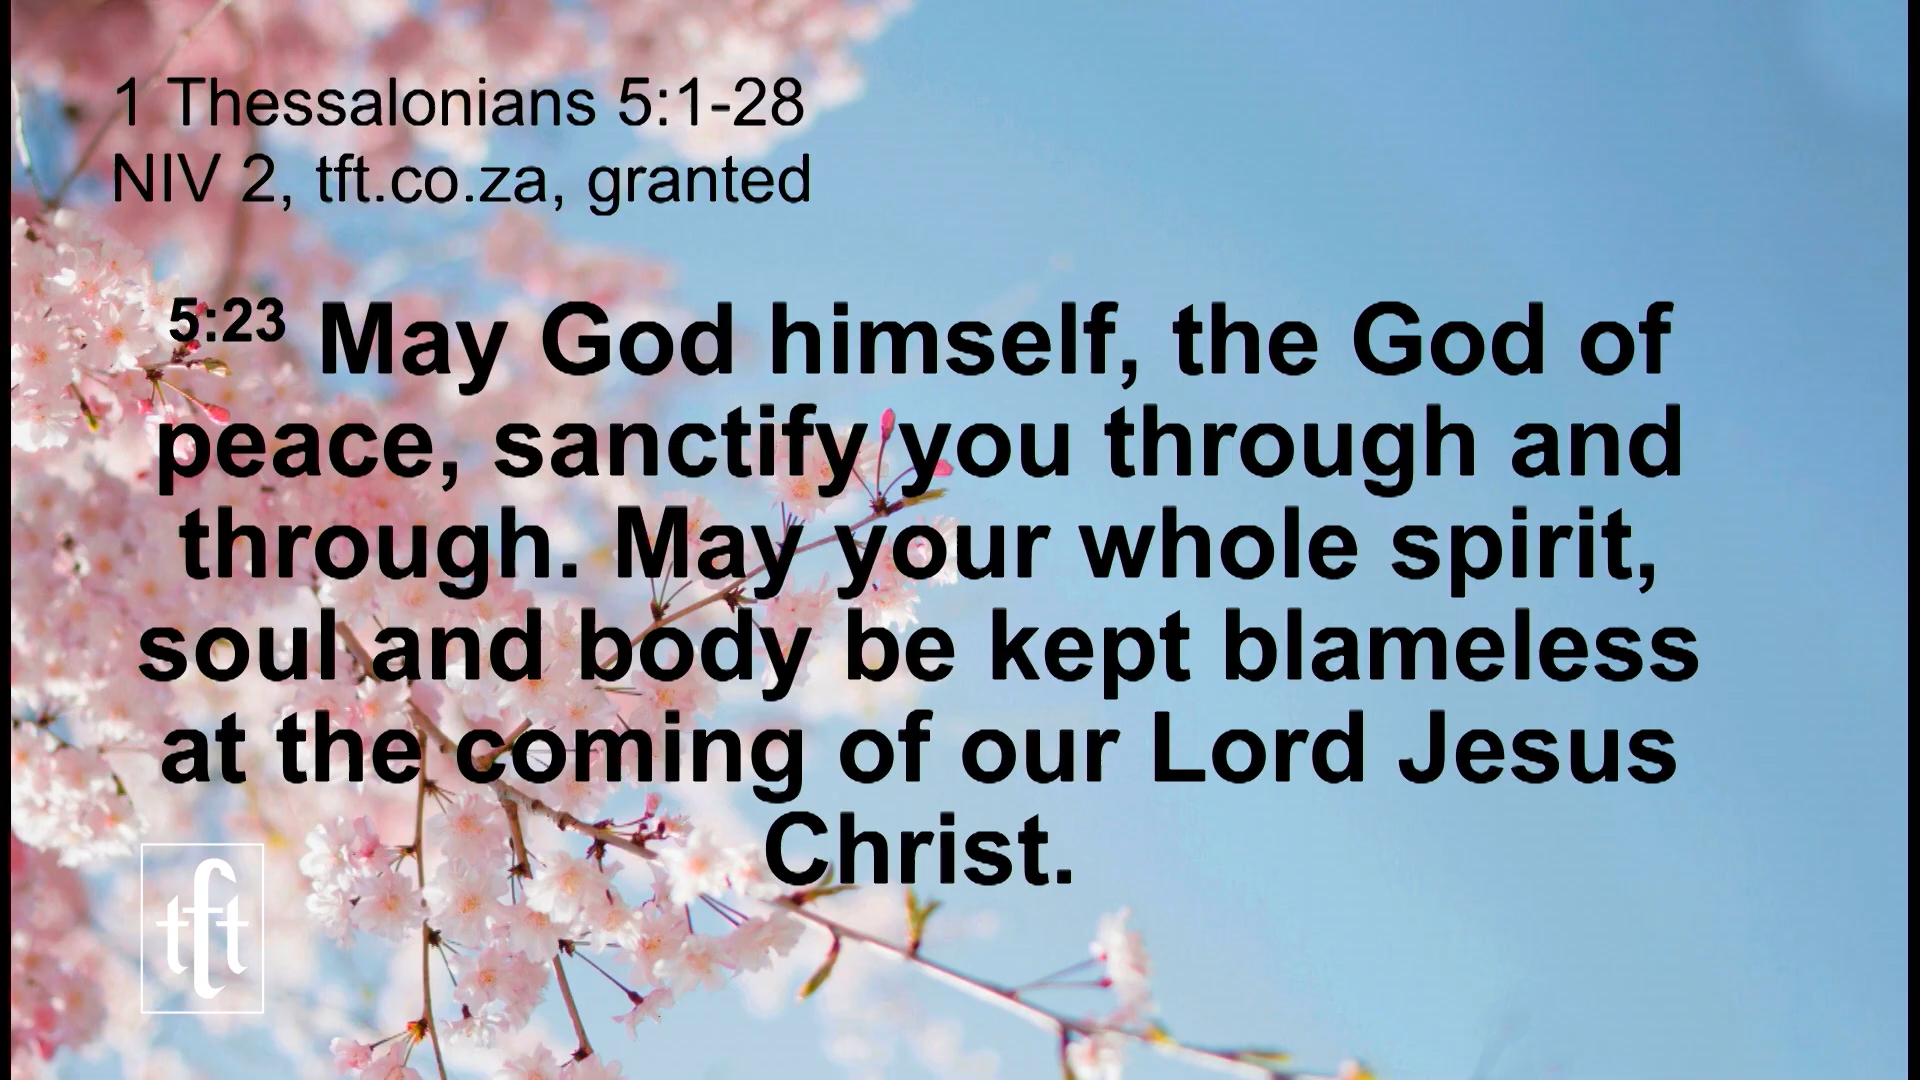 1 Thessalonians 5:1-28
NIV 2, tft.co.za, granted
5:23 May God himself, the God of
peace, sanctify you through and
through. May your whole spirit,
soul and body be kept blameless
at the coming of our Lord Jesus
Christ.
tft